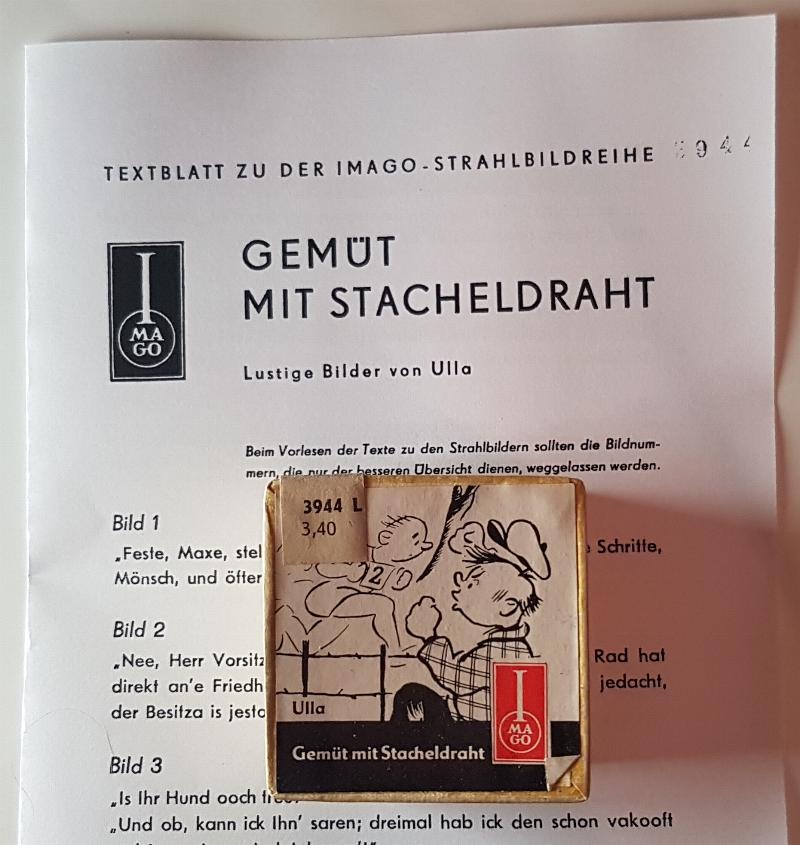 TEXTBLATT ZU DER IMAGO-STRAHLBILDREIHE 3944
I
MA
GO
GEMÜT
MIT STACHELDRAHT
Lustige Bilder von Ulla
Beim Vorlesen der Texte zu den Strahlbildern sollten die Bildnum-
mern, die nur der besseren Übersicht dienen, weggelassen werden.
Bild 1
„Feste, Maxe, stel
Schritte,
Mönsch, und öfter
Bild 2
„Nee, Herr Vorsitz
Rad hat
direkt an'e Friedh
jedacht,
der Besitza is jesto
Bild 3
„Is Ihr Hund ooch
„Und ob, kann ick Ihn' saren; dreimal hab ick den schon vakooft
3944 L
3,40
2
Ulla
Gemüt mit Stacheldraht
I
MA
GO